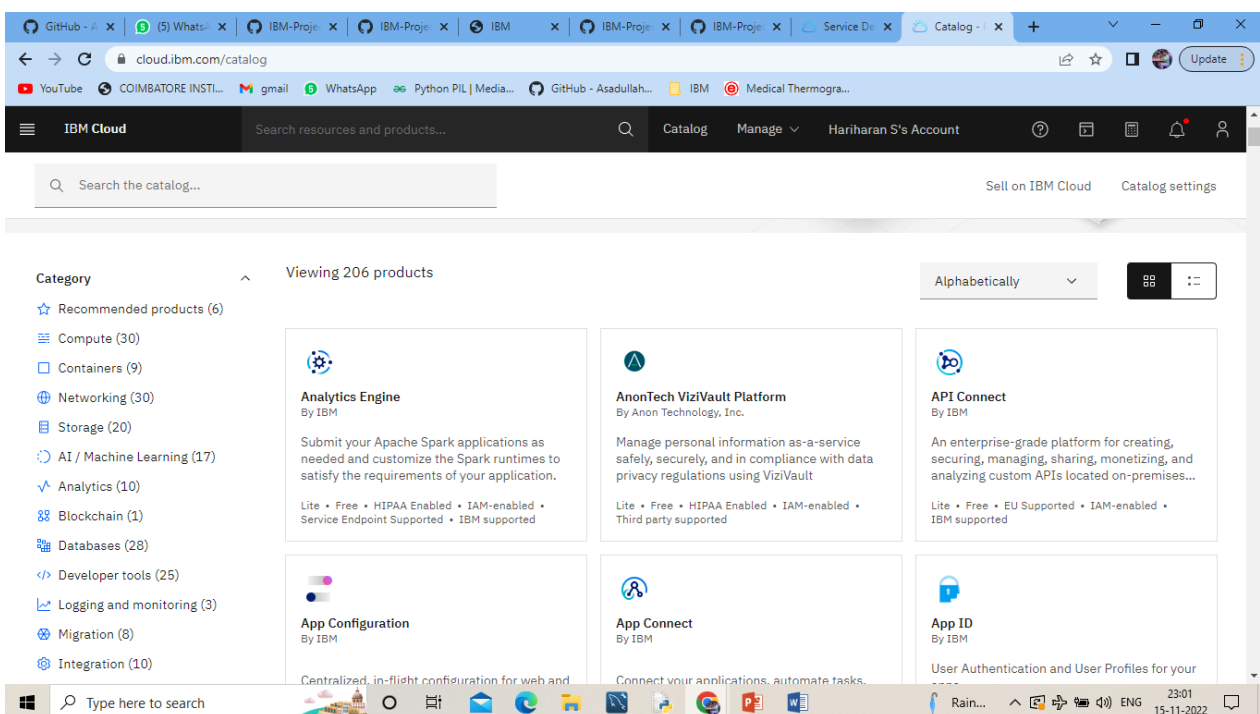 GitHub - A
(5) WhatsA
IBM-Proje
IBM-Proje
IBM
IBM-Proje
IBM-Proje
Service De
Catalog - I
cloud.ibm.com/catalog
Update
YouTube
COIMBATORE INSTI...
gmail
WhatsApp
Python PIL | Media...
GitHub - Asadullah...
IBM
Medical Thermogra...
IBM Cloud
Search resources and products...
Catalog
Manage
Hariharan S's Account
Search the catalog...
Sell on IBM Cloud
Catalog settings
Category
Recommended products (6)
Compute (30)
Containers (9)
Networking (30)
Storage (20)
AI / Machine Learning (17)
Analytics (10)
Blockchain (1)
Databases (28)
Developer tools (25)
Logging and monitoring (3)
Migration (8)
Integration (10)
Viewing 206 products
Alphabetically
Analytics Engine
By IBM
Submit your Apache Spark applications as
needed and customize the Spark runtimes to
satisfy the requirements of your application.
Lite • Free • HIPAA Enabled • IAM-enabled •
Service Endpoint Supported • IBM supported
AnonTech ViziVault Platform
By Anon Technology, Inc.
Manage personal information as-a-service
safely, securely, and in compliance with data
privacy regulations using ViziVault
Lite • Free • HIPAA Enabled • IAM-enabled •
Third party supported
API Connect
By IBM
An enterprise-grade platform for creating,
securing, managing, sharing, monetizing, and
analyzing custom APIs located on-premises...
Lite • Free • EU Supported • IAM-enabled •
IBM supported
App Configuration
By IBM
Centralized, in-flight configuration for web and
App Connect
By IBM
Connect your applications, automate tasks,
App ID
By IBM
User Authentication and User Profiles for your
Type here to search
Rain...
ENG
23:01
15-11-2022